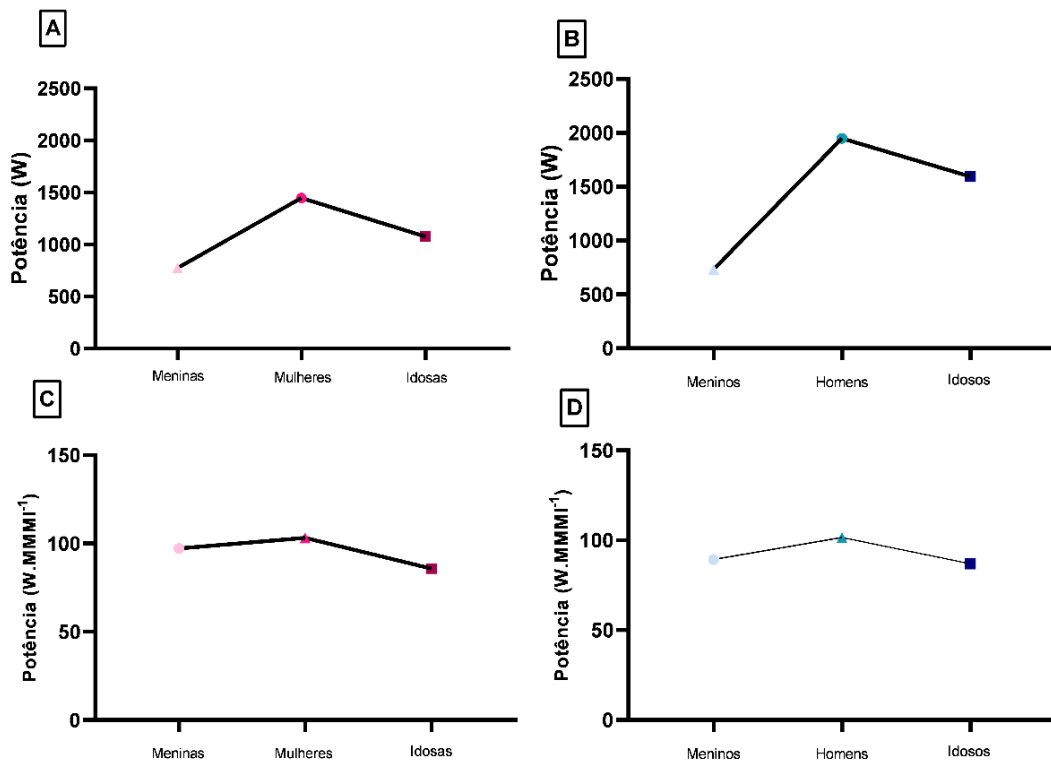 A
Potência (W)
2500
2000
1500
1000
500
0
Meninas
Mulheres
Idosas
B
Potência (W)
2500
2000
1500
1000
500
0
Meninos
Homens
Idosos
C
Potência (W.MMMI⁻¹)
150
100
50
0
Meninas
Mulheres
Idosas
D
Potência (W.MMMI⁻¹)
150
100
50
0
Meninos
Homens
Idosos